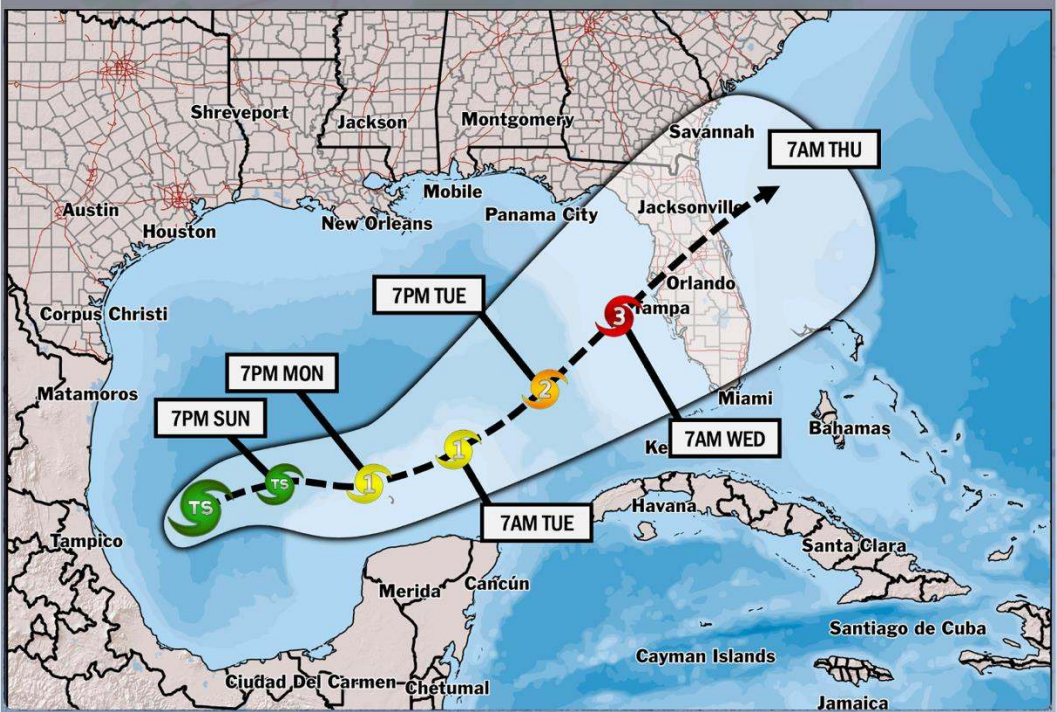 Savannah
Shreveport
Jackson
Montgomery
7AM THU
Mobile
Austin
New Orleans
Panama City
Jacksonville
Houston
7PM TUE
Orlando
Corpus Christi
3
Tampa
7PM MON
Matamoros
2
Miami
7PM SUN
Bahamas
7AM WED
Ke
1
TS
1
TS
7AM TUE
Havana
Tampico
Santa Clara
Merida
Cancún
Santiago de Cuba
Cayman Islands
Ciudad Del Carmen
Chetumal
Jamaica